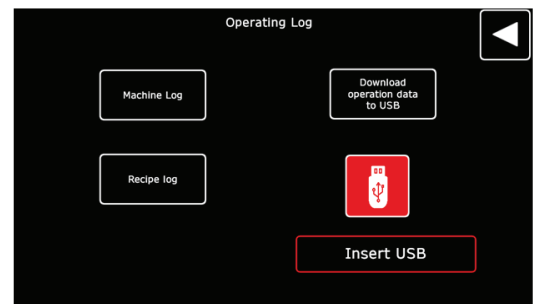 Operating Log
Machine Log
Download
operation data
to USB
Recipe log
Insert USB